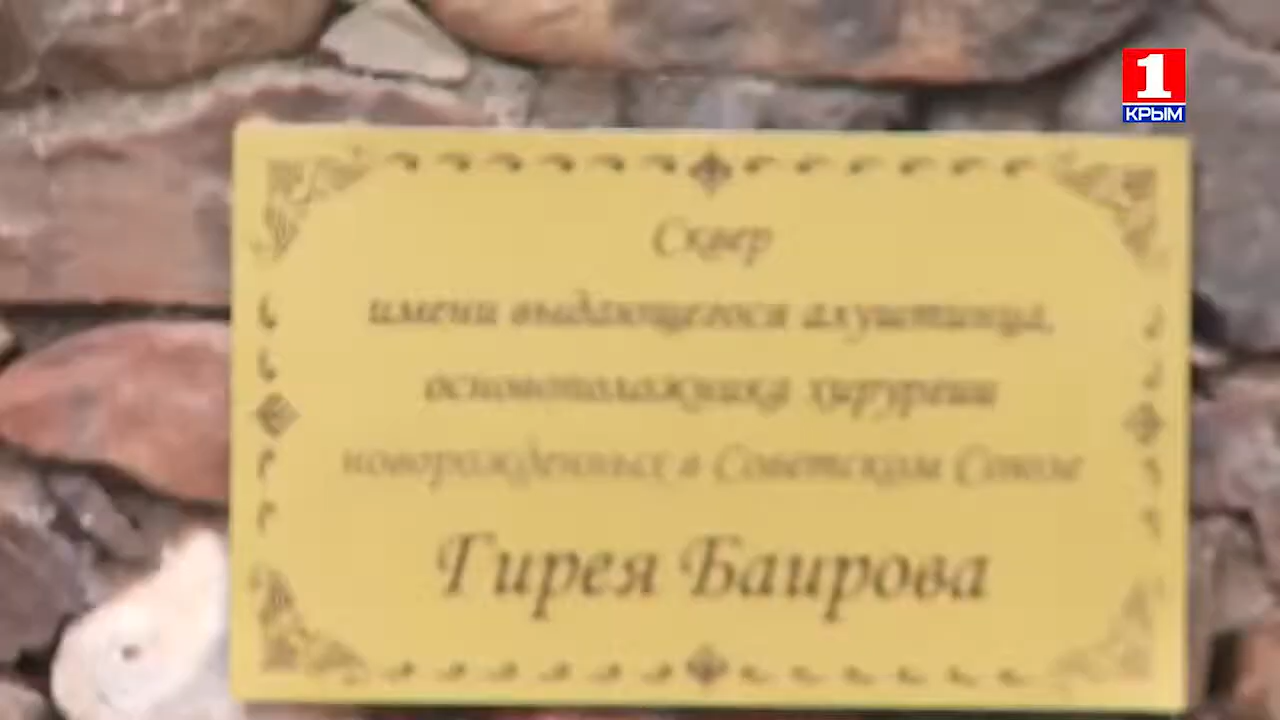 1
КРЫМ
Сквер
имени выдающегося алуштинца,
основоположника хирургии
новорожденных в Советском Союзе
Гирея Баирова